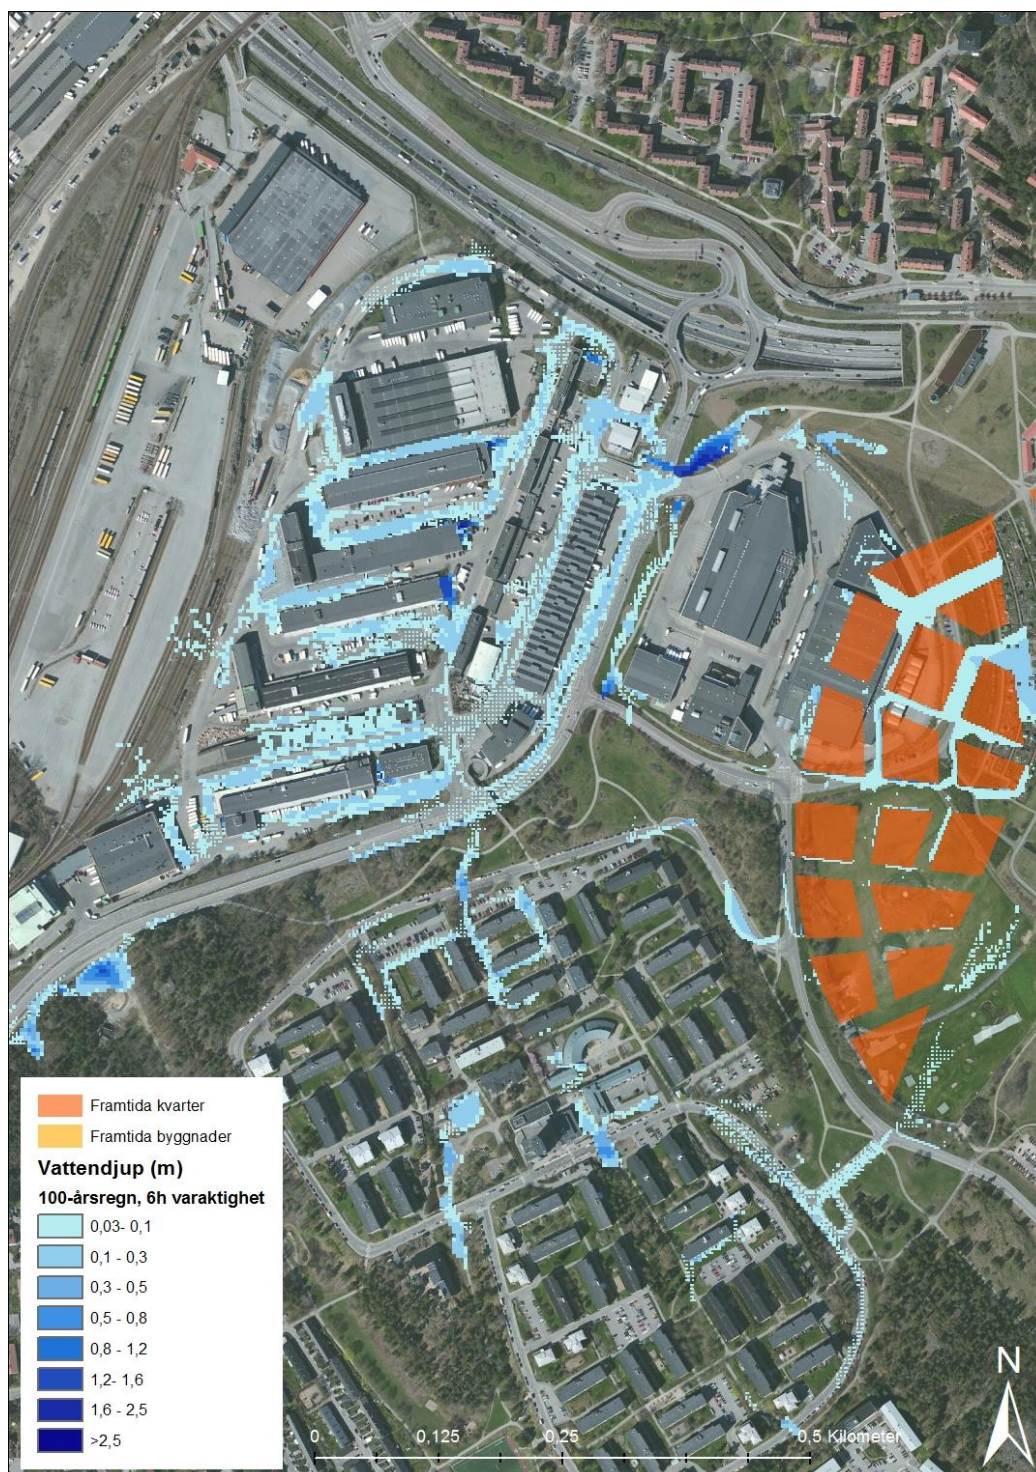 Framtida kvarter
Framtida byggnader
Vattendjup (m)
100-årsregn, 6h varaktighet
0,03- 0,1
0,1 - 0,3
0,3 - 0,5
0,5 - 0,8
0,8 - 1,2
1,2- 1,6
1,6 - 2,5
>2,5
N
0 0,125 0,25 0,5 Kilometer